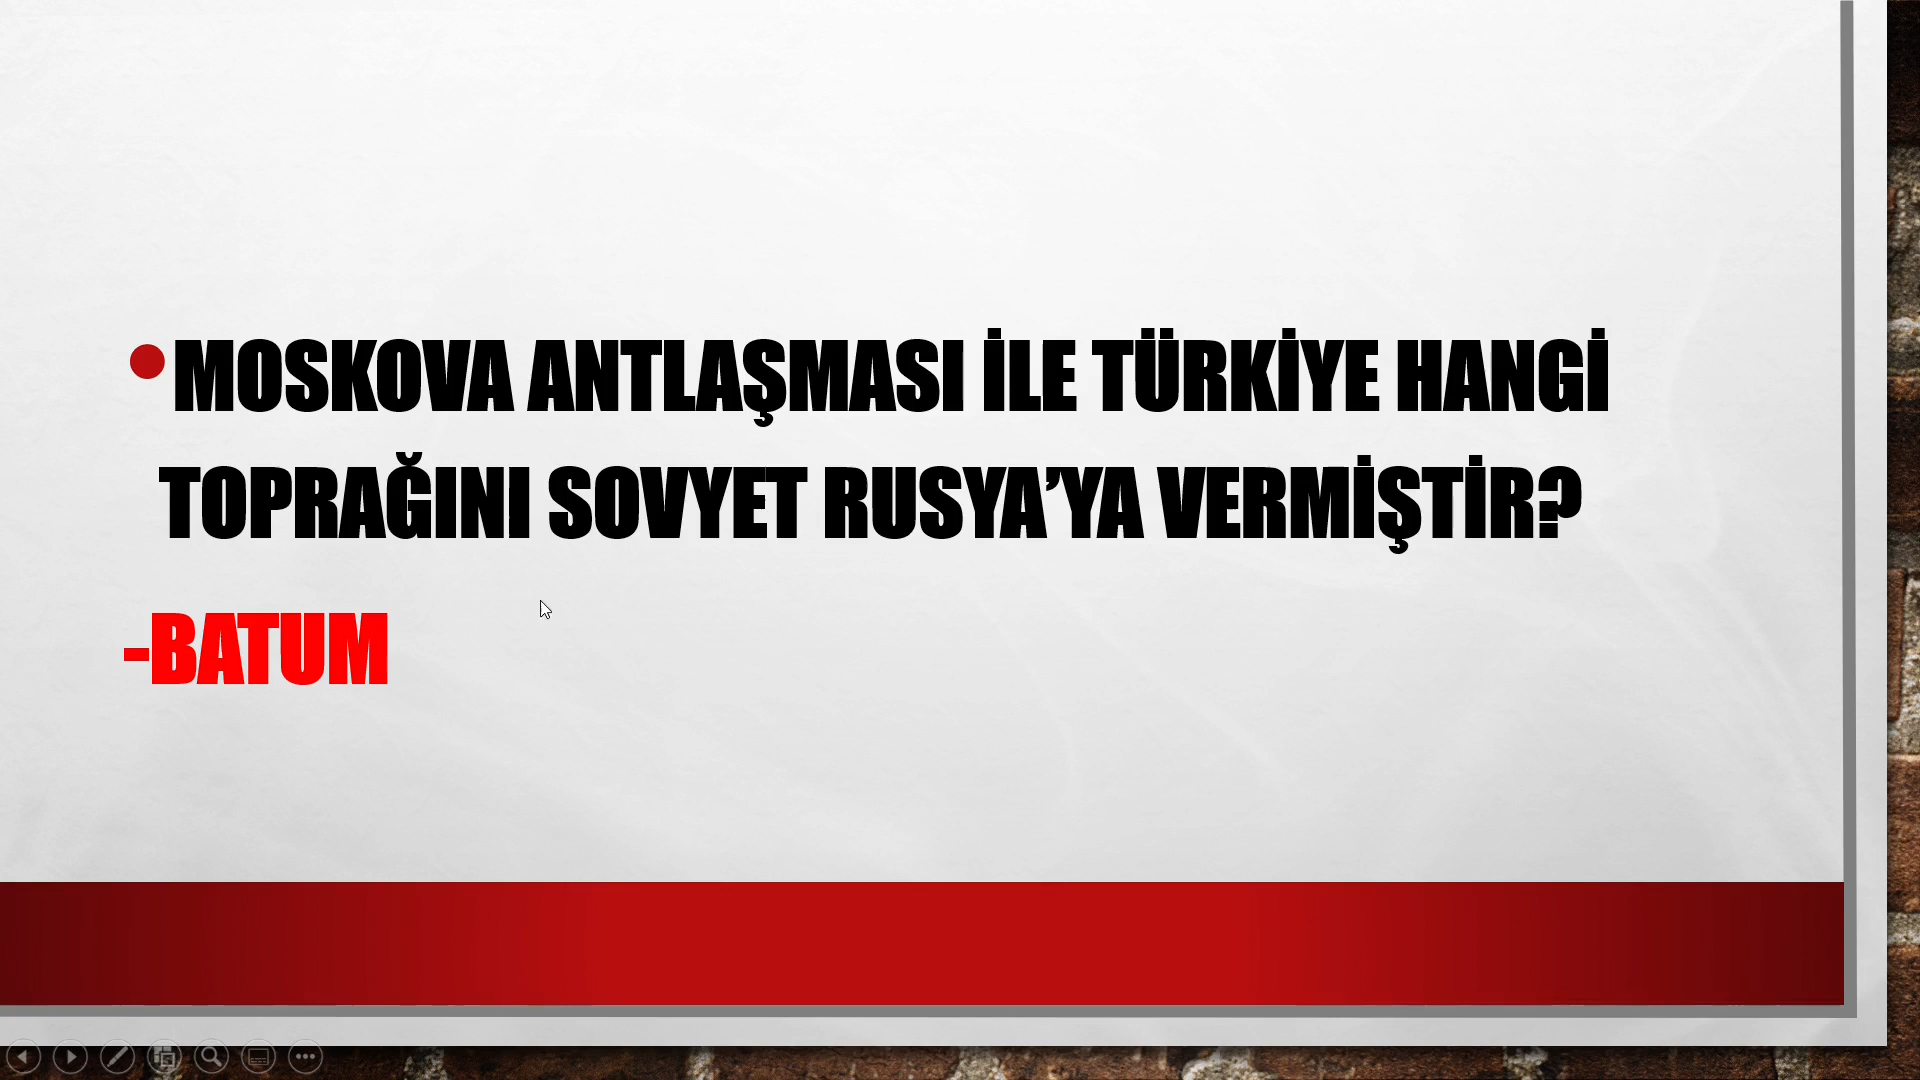 • MOSKOVA ANTLAŞMASI İLE TÜRKİYE HANGİ
TOPRAĞINI SOVYET RUSYA’YA VERMİŞTİR?
-BATUM